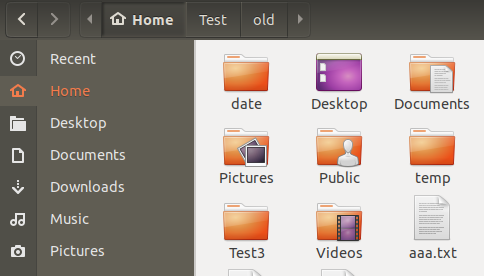 Home Test old
Recent
Home
Desktop
Documents
Downloads
Music
Pictures
date Desktop Documents
Pictures Public temp
Test3 Videos aaa.txt